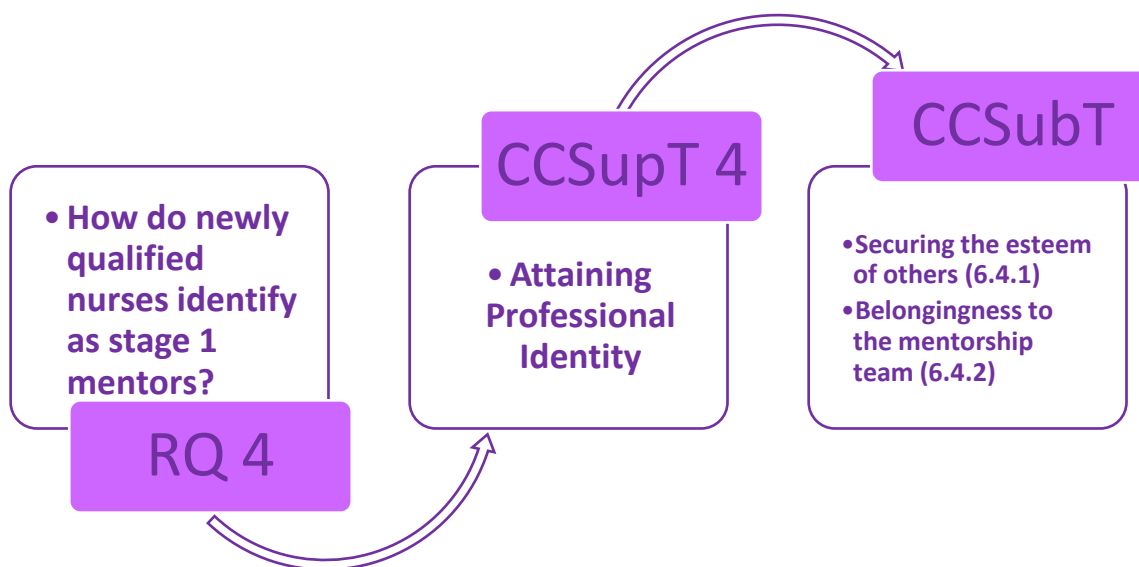 • How do newly
qualified
nurses identify
as stage 1
mentors?
RQ 4
CCSupT 4
• Attaining
Professional
Identity
CCSubT
•Securing the esteem
of others (6.4.1)
•Belongingness to
the mentorship
team (6.4.2)